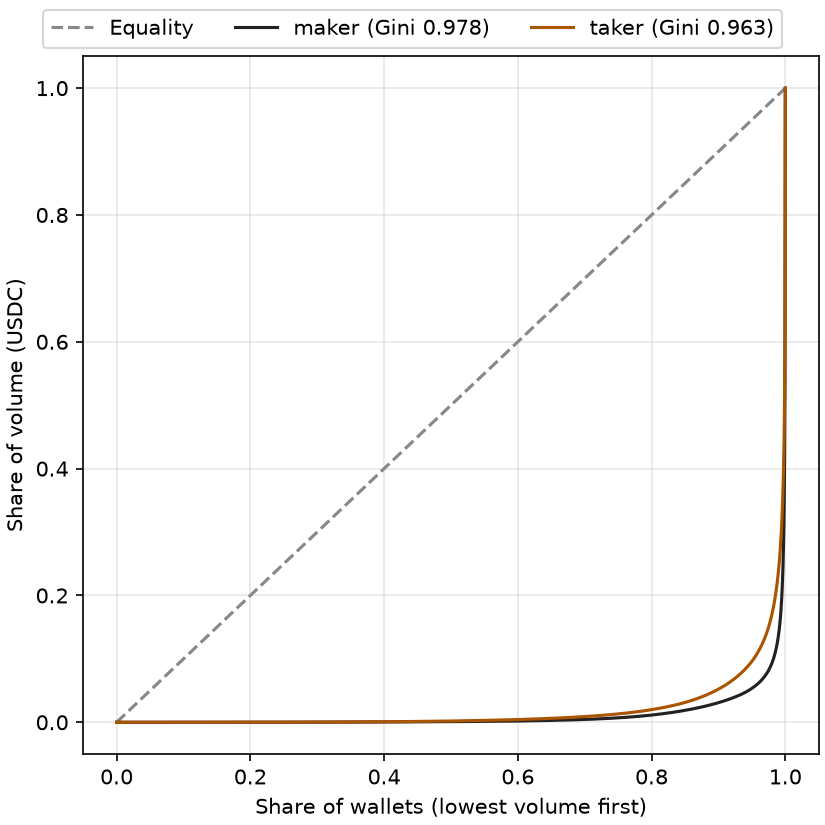 Equality maker (Gini 0.978) taker (Gini 0.963)
1.0
0.8
0.6
0.4
0.2
0.0
Share of volume (USDC)
0.0 0.2 0.4 0.6 0.8 1.0
Share of wallets (lowest volume first)